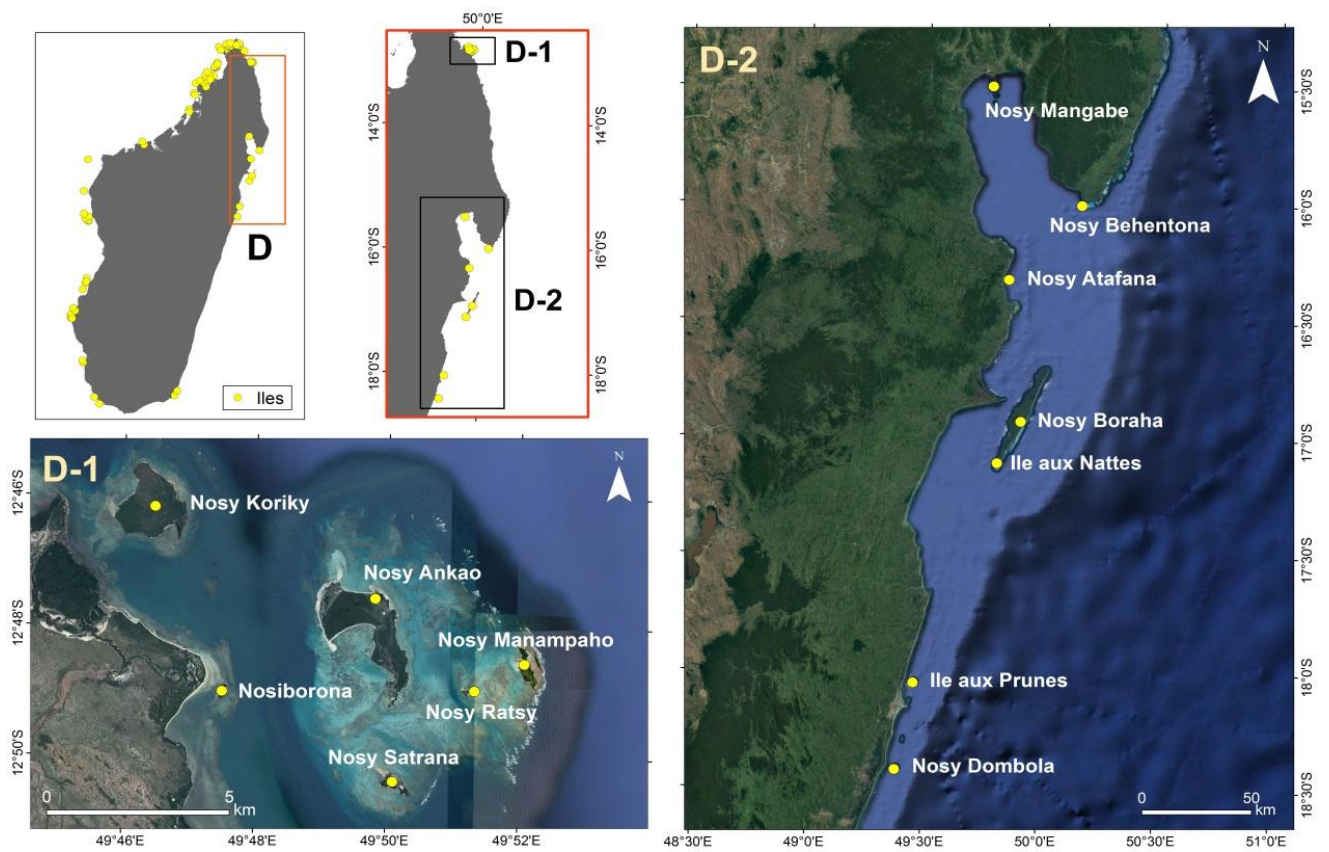 D
Iles
50°0'E
D-1
D-2
14°0'S
14°0'S
16°0'S
16°0'S
18°0'S
18°0'S
50°0'E
D-1
N
Nosy Koriky
Nosy Ankao
Nosy Manampaho
Nosiborona
Nosy Ratsy
Nosy Satrana
0 5
km
12°46'S
12°48'S
12°50'S
49°46'E
49°48'E
49°50'E
49°52'E
D-2
N
Nosy Mangabe
Nosy Behentona
Nosy Atafana
Nosy Boraha
Ile aux Nattes
Ile aux Prunes
Nosy Dombola
0 50
km
15°30'S
16°0'S
16°30'S
17°0'S
17°30'S
18°0'S
18°30'S
48°30'E
49°0'E
49°30'E
50°0'E
50°30'E
51°0'E